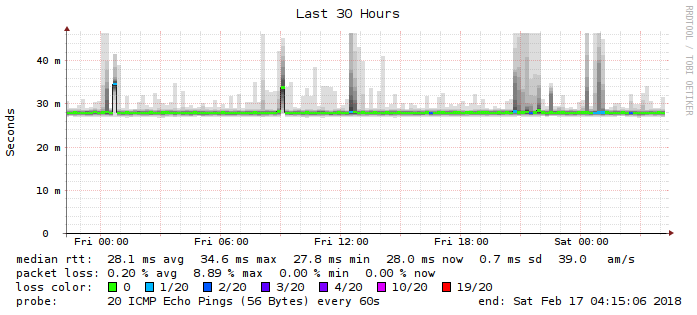 Last 30 Hours
RRDTOOL / TOBI OETIKER
Seconds
40 m
30 m
20 m
10 m
0
Fri 00:00 Fri 06:00 Fri 12:00 Fri 18:00 Sat 00:00
median rtt: 28.1 ms avg 34.6 ms max 27.8 ms min 28.0 ms now 0.7 ms sd 39.0 am/s
packet loss: 0.20 % avg 8.89 % max 0.00 % min 0.00 % now
loss color: 0 1/20 2/20 3/20 4/20 10/20 19/20
probe: 20 ICMP Echo Pings (56 Bytes) every 60s end: Sat Feb 17 04:15:06 2018